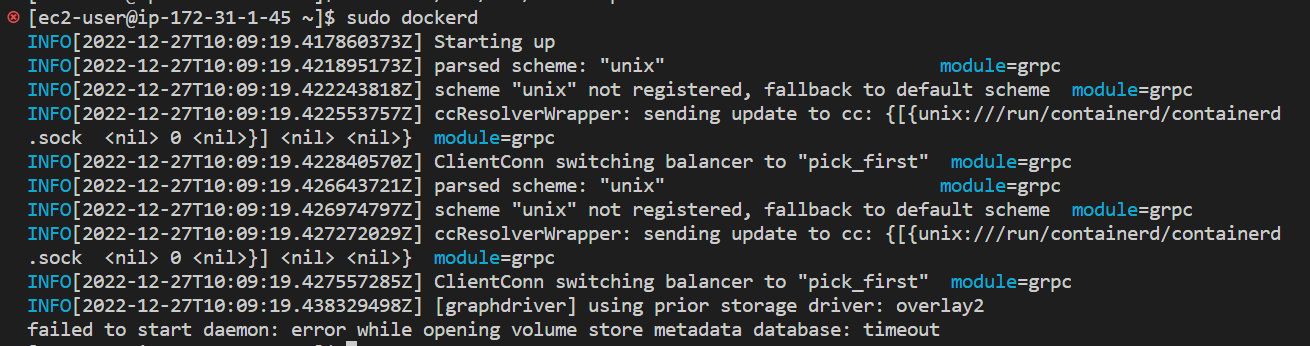 [ec2-user@ip-172-31-1-45 ~]$ sudo dockerd
INFO[2022-12-27T10:09:19.417860373Z] Starting up
INFO[2022-12-27T10:09:19.421895173Z] parsed scheme: "unix"                         module=grpc
INFO[2022-12-27T10:09:19.422243818Z] scheme "unix" not registered, fallback to default scheme  module=grpc
INFO[2022-12-27T10:09:19.422553757Z] ccResolverWrapper: sending update to cc: {[{unix:///run/containerd/containerd
.sock  <nil> 0 <nil>}] <nil> <nil>}  module=grpc
INFO[2022-12-27T10:09:19.422840570Z] ClientConn switching balancer to "pick_first"  module=grpc
INFO[2022-12-27T10:09:19.426643721Z] parsed scheme: "unix"                         module=grpc
INFO[2022-12-27T10:09:19.426974797Z] scheme "unix" not registered, fallback to default scheme  module=grpc
INFO[2022-12-27T10:09:19.427272029Z] ccResolverWrapper: sending update to cc: {[{unix:///run/containerd/containerd
.sock  <nil> 0 <nil>}] <nil> <nil>}  module=grpc
INFO[2022-12-27T10:09:19.427557285Z] ClientConn switching balancer to "pick_first"  module=grpc
INFO[2022-12-27T10:09:19.438329498Z] [graphdriver] using prior storage driver: overlay2
failed to start daemon: error while opening volume store metadata database: timeout